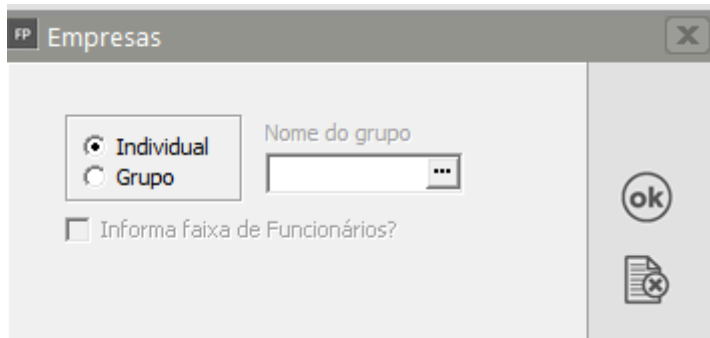 FP Empresas
Individual
Grupo
Nome do grupo
...
Informa faixa de Funcionários?
ok